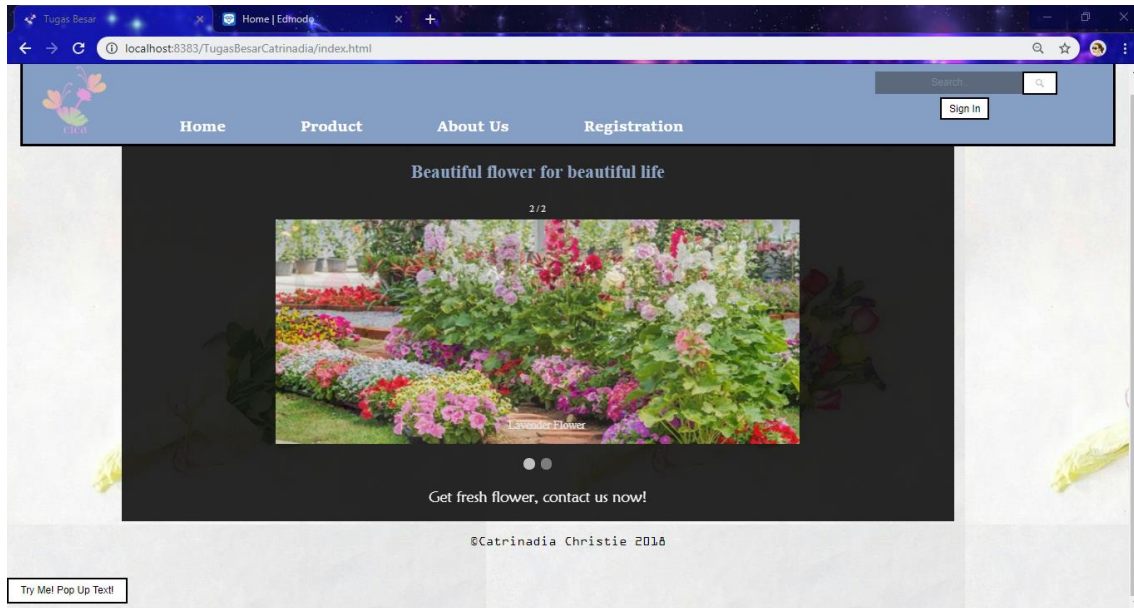 Tugas Besar
Home | Edmodo
localhost:8383/TugasBesarCatrinadia/index.html
Search..
Sign In
cica
Home Product About Us Registration
Beautiful flower for beautiful life
2 / 2
Lavender Flower
Get fresh flower, contact us now!
©Catrinadia Christie 2018
Try Me! Pop Up Text!